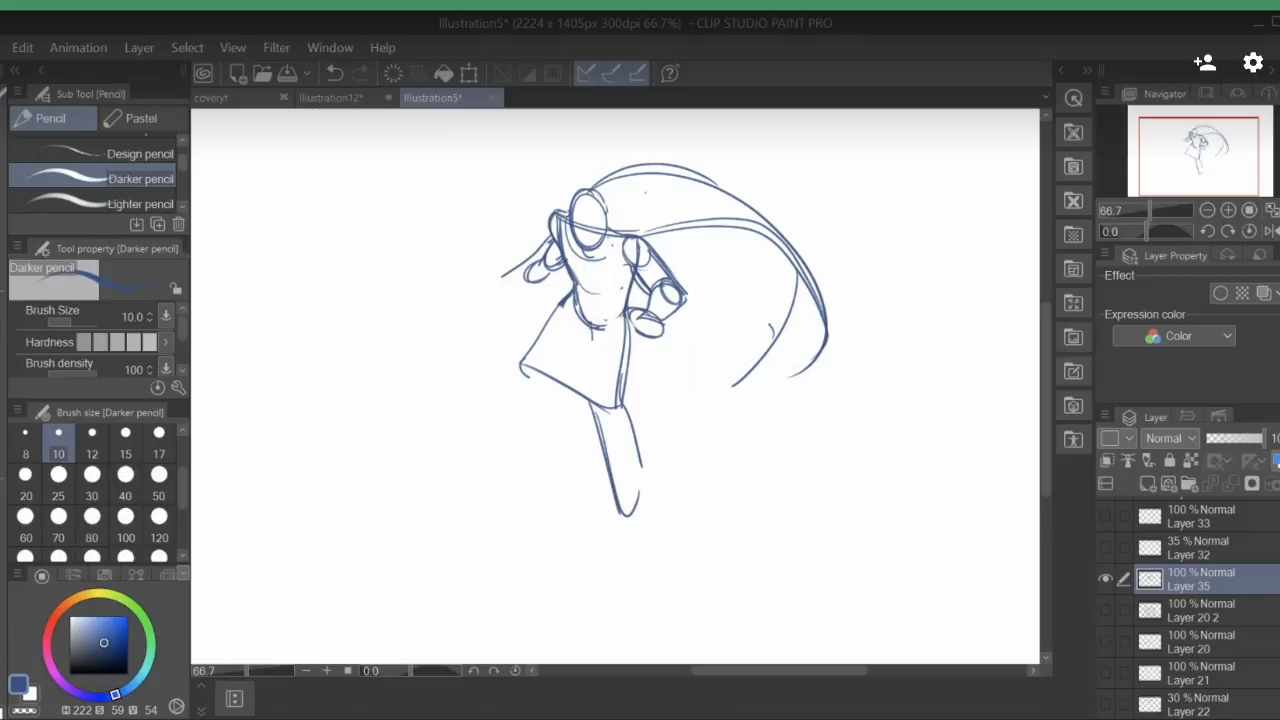 Illustration5* (2224 x 1405px 300dpi 66.7%) - CLIP STUDIO PAINT PRO
Edit Animation Layer Select View Filter Window Help
Sub Tool [Pencil]
coveryt Illustration12* Illustration5*
Navigator
Pencil Pastel
Design pencil
Darker pencil
Lighter pencil
66.7
0.0
Tool property [Darker pencil]
Darker pencil
Layer Property
Effect
Brush Size 10.0
Expression color
Color
Hardness
Brush density 100
Brush size [Darker pencil]
Layer
Normal
8 10 12 15 17
20 25 30 40 50
60 70 80 100 120
100 % Normal
Layer 33
35 % Normal
Layer 32
100 % Normal
Layer 35
100 % Normal
Layer 20 2
100 % Normal
Layer 20
100 % Normal
Layer 21
30 % Normal
Layer 22
66.7 0.0
H 222 S 59 V 54